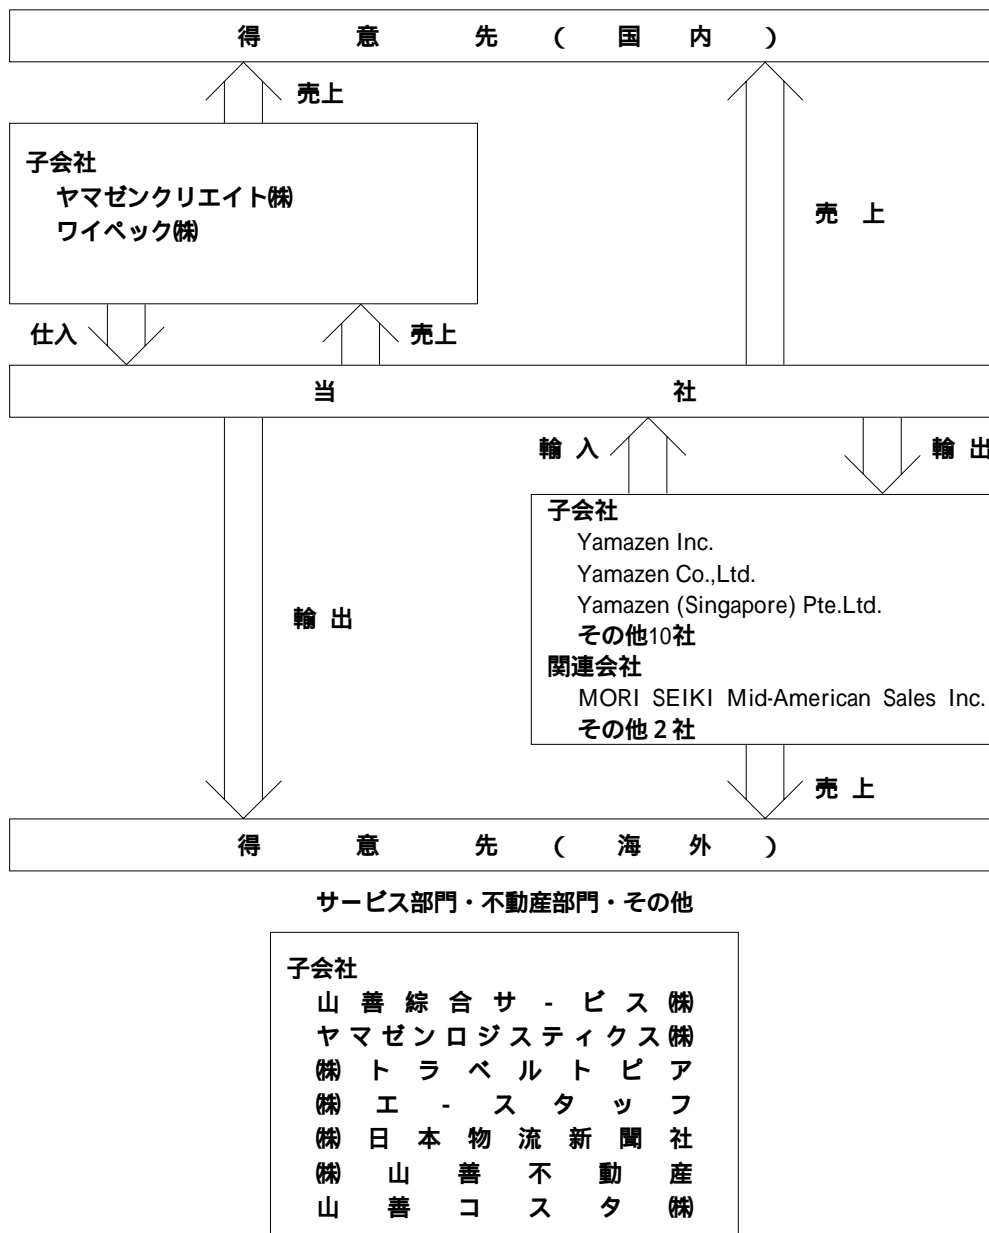 得意先(国内)
売上
子会社
ヤマゼンクリエイト㈱
ワイペック㈱
売上
仕入
売上
当社
輸入
輸出
子会社
Yamazen Inc.
Yamazen Co.,Ltd.
Yamazen (Singapore) Pte.Ltd.
その他10社
関連会社
MORI SEIKI Mid-American Sales Inc.
その他２社
輸出
売上
得意先(海外)
サービス部門・不動産部門・その他
子会社
山善綜合サ-ビス㈱
ヤマゼンロジスティクス㈱
㈱トラベルトピア
㈱エ-スタッフ
㈱日本物流新聞社
㈱山善不動産
山善コスタ㈱